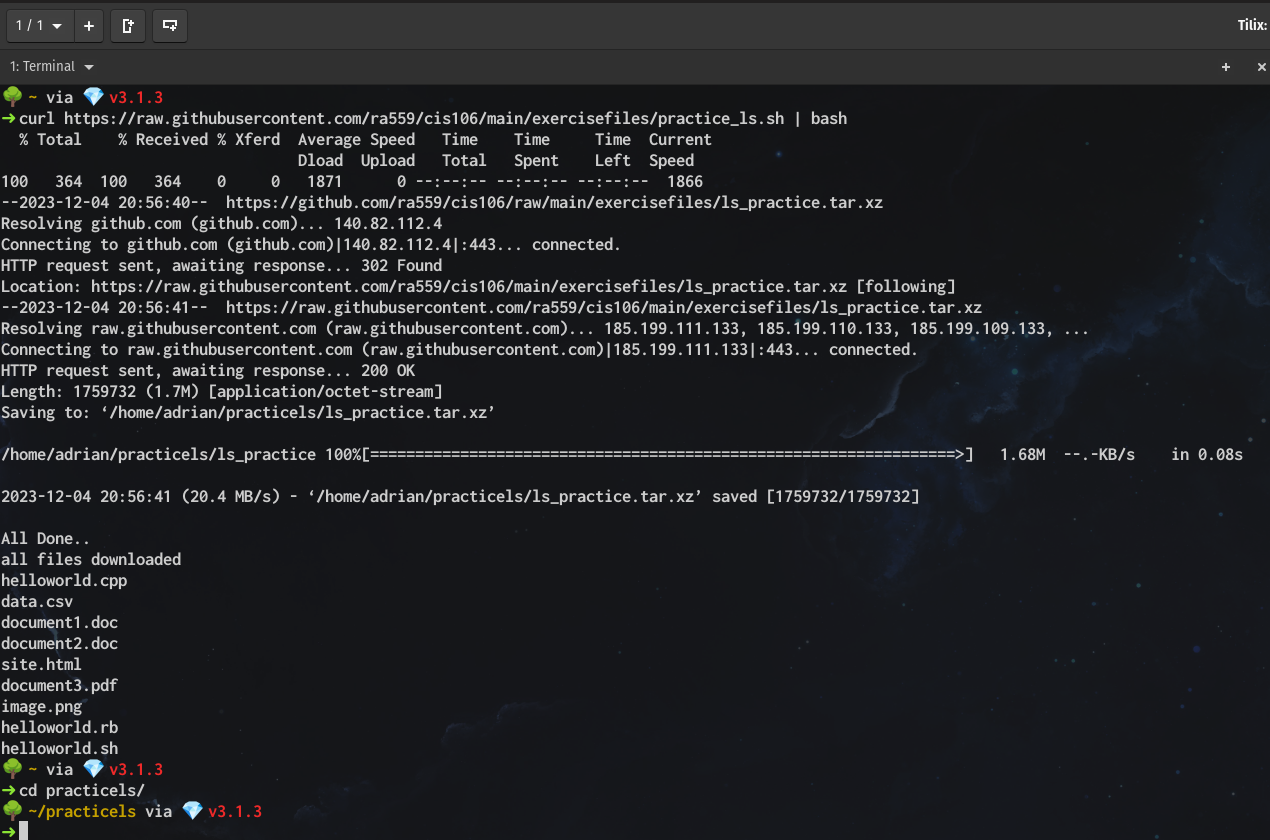 1 / 1
Tilix:
1: Terminal
~ via 💎 v3.1.3
➜curl https://raw.githubusercontent.com/ra559/cis106/main/exercisefiles/practice_ls.sh | bash
  % Total    % Received % Xferd  Average Speed   Time    Time     Time  Current
                                 Dload  Upload   Total   Spent    Left  Speed
100   364  100   364    0     0   1871      0 --:--:-- --:--:-- --:--:--  1866
--2023-12-04 20:56:40--  https://github.com/ra559/cis106/raw/main/exercisefiles/ls_practice.tar.xz
Resolving github.com (github.com)... 140.82.112.4
Connecting to github.com (github.com)|140.82.112.4|:443... connected.
HTTP request sent, awaiting response... 302 Found
Location: https://raw.githubusercontent.com/ra559/cis106/main/exercisefiles/ls_practice.tar.xz [following]
--2023-12-04 20:56:41--  https://raw.githubusercontent.com/ra559/cis106/main/exercisefiles/ls_practice.tar.xz
Resolving raw.githubusercontent.com (raw.githubusercontent.com)... 185.199.111.133, 185.199.110.133, 185.199.109.133, ...
Connecting to raw.githubusercontent.com (raw.githubusercontent.com)|185.199.111.133|:443... connected.
HTTP request sent, awaiting response... 200 OK
Length: 1759732 (1.7M) [application/octet-stream]
Saving to: ‘/home/adrian/practicels/ls_practice.tar.xz’
/home/adrian/practicels/ls_practice 100%[=================================================================>]   1.68M  --.-KB/s    in 0.08s
2023-12-04 20:56:41 (20.4 MB/s) - ‘/home/adrian/practicels/ls_practice.tar.xz’ saved [1759732/1759732]
All Done..
all files downloaded
helloworld.cpp
data.csv
document1.doc
document2.doc
site.html
document3.pdf
image.png
helloworld.rb
helloworld.sh
~ via 💎 v3.1.3
➜cd practicels/
~/practicels via 💎 v3.1.3
➜